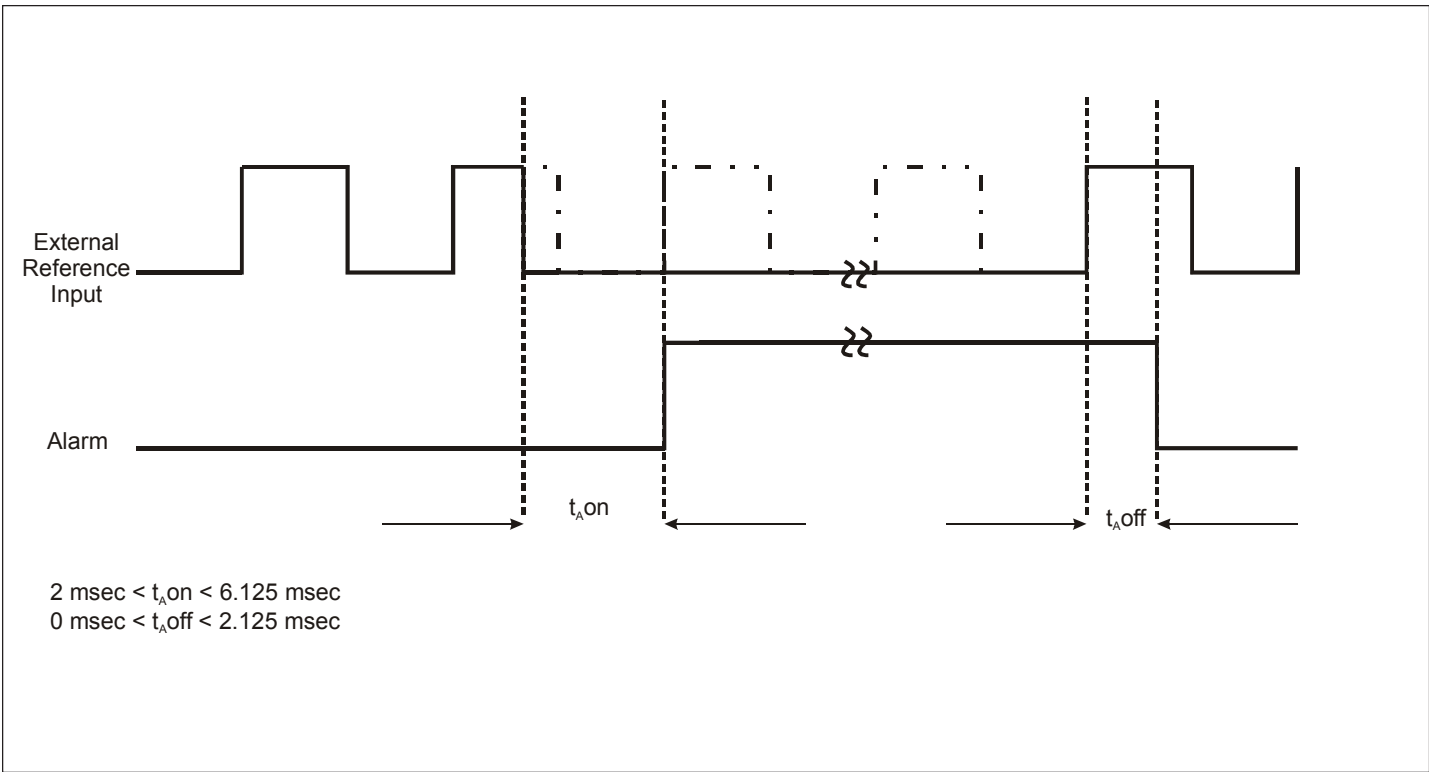 External
Reference
Input
Alarm
tₐon
tₐoff
2 msec < tₐon < 6.125 msec
0 msec < tₐoff < 2.125 msec